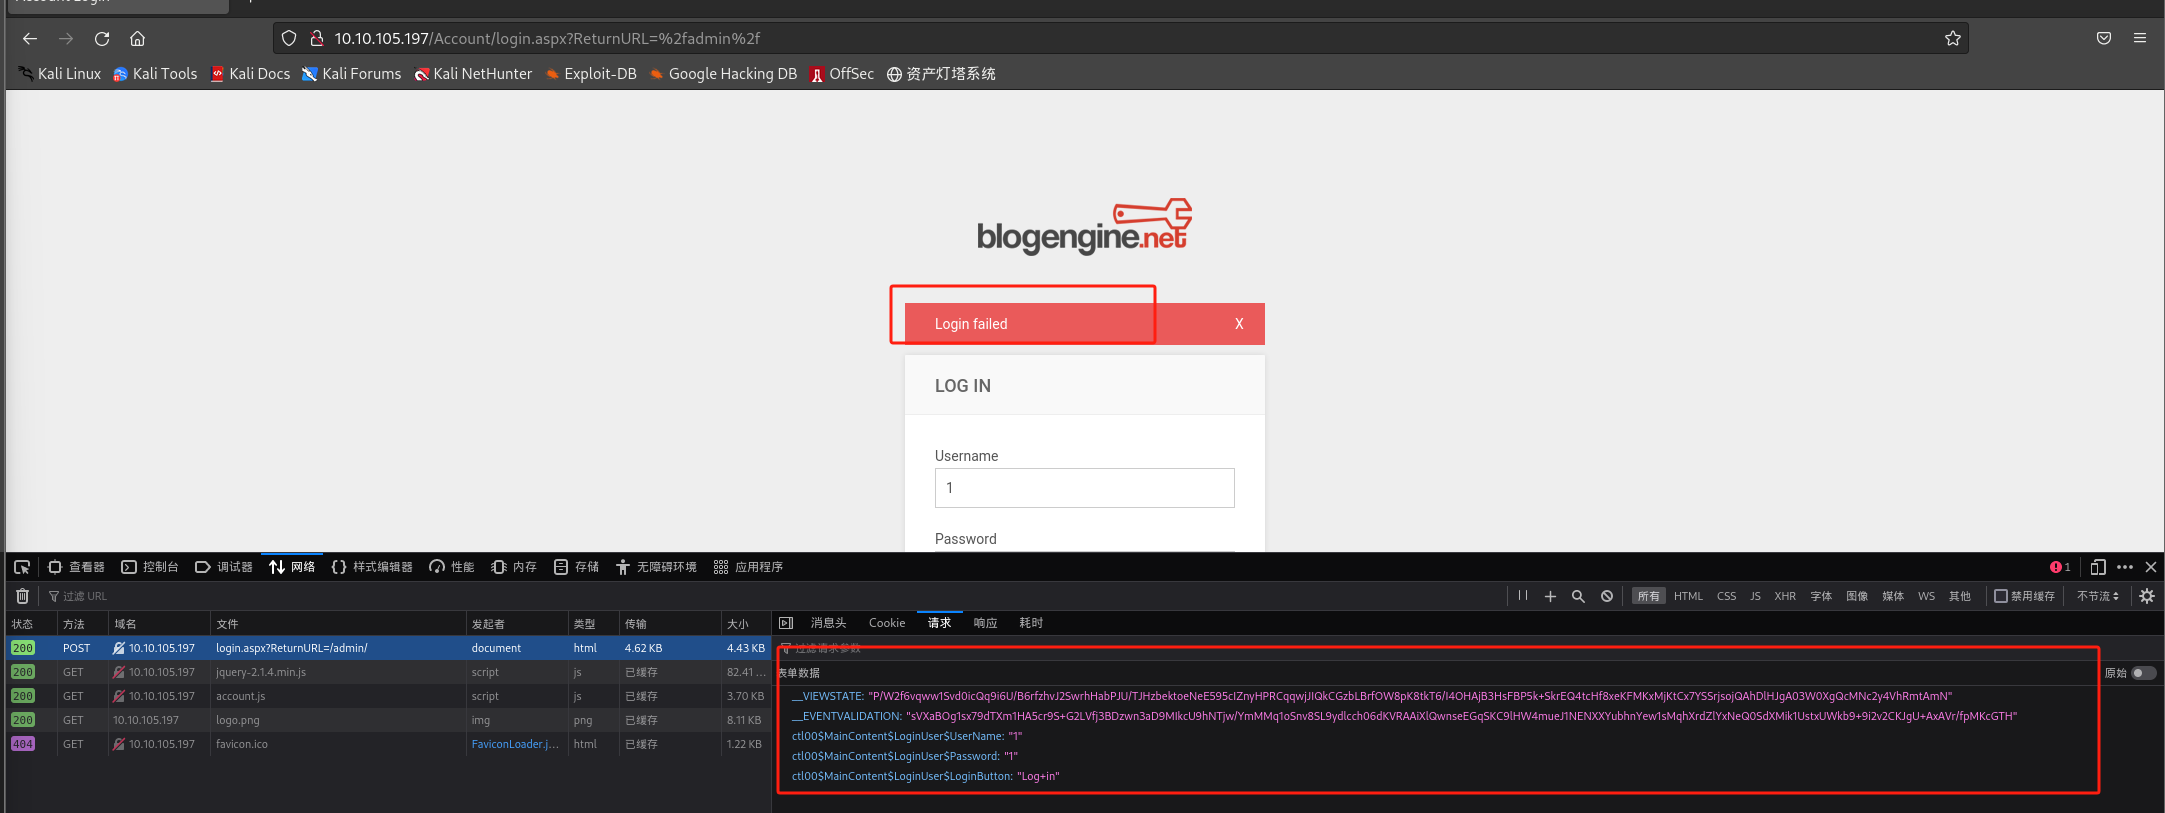 10.10.105.197/Account/login.aspx?ReturnURL=%2fadmin%2f
Kali Linux Kali Tools Kali Docs Kali Forums Kali NetHunter Exploit-DB Google Hacking DB OffSec 资产灯塔系统
blogengine.net
Login failed X
LOG IN
Username
1
Password
查看器 控制台 调试器 网络 样式编辑器 性能 内存 存储 无障碍环境 应用程序 1
过滤 URL 所有 HTML CSS JS XHR 字体 图像 媒体 WS 其他 禁用缓存 不节流
状态 方法 域名 文件 发起者 类型 传输 大小 消息头 Cookie 请求 响应 耗时
200 POST 10.10.105.197 login.aspx?ReturnURL=/admin/ document html 4.62 KB 4.43 KB
200 GET 10.10.105.197 jquery-2.1.4.min.js script js 已缓存 82.41 …
200 GET 10.10.105.197 account.js script js 已缓存 3.70 KB
200 GET 10.10.105.197 logo.png img png 已缓存 8.11 KB
404 GET 10.10.105.197 favicon.ico FaviconLoader.j… html 已缓存 1.22 KB
过滤请求参数
表单数据 原始
__VIEWSTATE:
__EVENTVALIDATION:
ctl00$MainContent$LoginUser$UserName: "1"
ctl00$MainContent$LoginUser$Password: "1"
ctl00$MainContent$LoginUser$LoginButton: "Log+in"